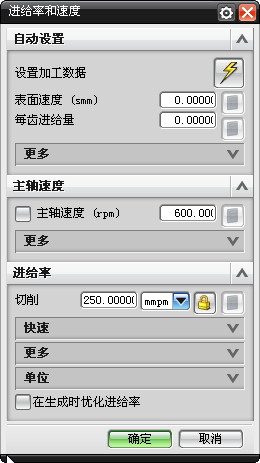 进给率和速度
自动设置
设置加工数据
表面速度 (smm) 0.0000
每齿进给量 0.0000
更多
主轴速度
主轴速度 (rpm) 600.00
更多
进给率
切削 250.0000 mmpm
快速
更多
单位
在生成时优化进给率
确定 取消